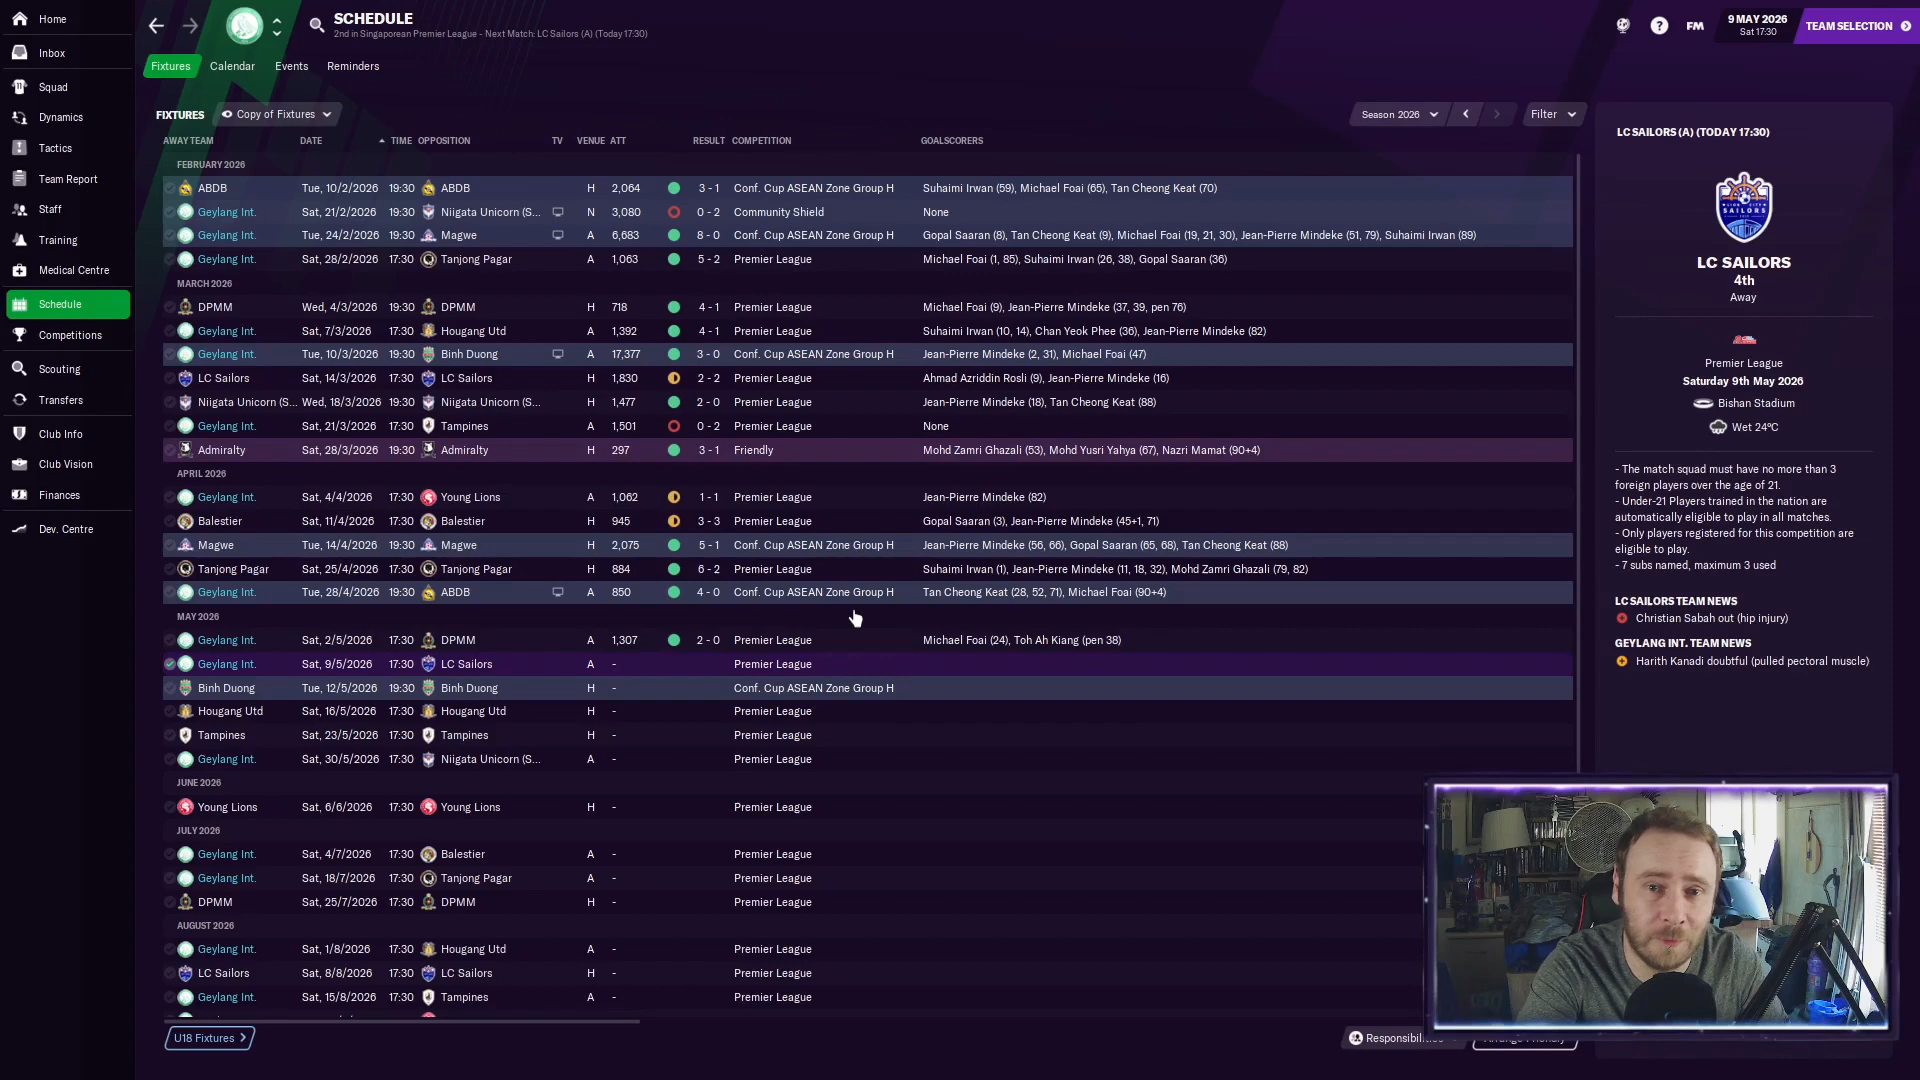 Home
Inbox
Squad
Dynamics
Tactics
Team Report
Staff
Training
Medical Centre
Schedule
Competitions
Scouting
Transfers
Club Info
Club Vision
Finances
Dev. Centre
SCHEDULE
2nd in Singaporean Premier League - Next Match: LC Sailors (A) (Today 17:30)
FM
9 MAY 2026
Sat 17:30
TEAM SELECTION
Fixtures Calendar Events Reminders
FIXTURES Copy of Fixtures
Season 2026 Filter
AWAY TEAM DATE TIME OPPOSITION TV VENUE ATT RESULT COMPETITION GOALSCORERS
FEBRUARY 2026
ABDB Tue, 10/2/2026 19:30 ABDB H 2,064 3 - 1 Conf. Cup ASEAN Zone Group H Suhaimi Irwan (59), Michael Foai (65), Tan Cheong Keat (70)
Geylang Int. Sat, 21/2/2026 19:30 Niigata Unicorn (S... N 3,080 0 - 2 Community Shield None
Geylang Int. Tue, 24/2/2026 19:30 Magwe A 6,683 8 - 0 Conf. Cup ASEAN Zone Group H Gopal Saaran (8), Tan Cheong Keat (9), Michael Foai (19, 21, 30), Jean-Pierre Mindeke (51, 79), Suhaimi Irwan (89)
Geylang Int. Sat, 28/2/2026 17:30 Tanjong Pagar A 1,063 5 - 2 Premier League Michael Foai (1, 85), Suhaimi Irwan (26, 38), Gopal Saaran (36)
MARCH 2026
DPMM Wed, 4/3/2026 19:30 DPMM H 718 4 - 1 Premier League Michael Foai (9), Jean-Pierre Mindeke (37, 39, pen 76)
Geylang Int. Sat, 7/3/2026 17:30 Hougang Utd A 1,392 4 - 1 Premier League Suhaimi Irwan (10, 14), Chan Yeok Phee (36), Jean-Pierre Mindeke (82)
Geylang Int. Tue, 10/3/2026 19:30 Binh Duong A 17,377 3 - 0 Conf. Cup ASEAN Zone Group H Jean-Pierre Mindeke (2, 31), Michael Foai (47)
LC Sailors Sat, 14/3/2026 17:30 LC Sailors H 1,830 2 - 2 Premier League Ahmad Azriddin Rosli (9), Jean-Pierre Mindeke (16)
Niigata Unicorn (S... Wed, 18/3/2026 19:30 Niigata Unicorn (S... H 1,477 2 - 0 Premier League Jean-Pierre Mindeke (18), Tan Cheong Keat (88)
Geylang Int. Sat, 21/3/2026 17:30 Tampines A 1,501 0 - 2 Premier League None
Admiralty Sat, 28/3/2026 19:30 Admiralty H 297 3 - 1 Friendly Mohd Zamri Ghazali (53), Mohd Yusri Yahya (67), Nazri Mamat (90+4)
APRIL 2026
Geylang Int. Sat, 4/4/2026 17:30 Young Lions A 1,062 1 - 1 Premier League Jean-Pierre Mindeke (82)
Balestier Sat, 11/4/2026 17:30 Balestier H 945 3 - 3 Premier League Gopal Saaran (3), Jean-Pierre Mindeke (45+1, 71)
Magwe Tue, 14/4/2026 19:30 Magwe H 2,075 5 - 1 Conf. Cup ASEAN Zone Group H Jean-Pierre Mindeke (56, 66), Gopal Saaran (65, 68), Tan Cheong Keat (88)
Tanjong Pagar Sat, 25/4/2026 17:30 Tanjong Pagar H 884 6 - 2 Premier League Suhaimi Irwan (1), Jean-Pierre Mindeke (11, 18, 32), Mohd Zamri Ghazali (79, 82)
Geylang Int. Tue, 28/4/2026 19:30 ABDB A 850 4 - 0 Conf. Cup ASEAN Zone Group H Tan Cheong Keat (28, 52, 71), Michael Foai (90+4)
MAY 2026
Geylang Int. Sat, 2/5/2026 17:30 DPMM A 1,307 2 - 0 Premier League Michael Foai (24), Toh Ah Kiang (pen 38)
Geylang Int. Sat, 9/5/2026 17:30 LC Sailors A - Premier League
Binh Duong Tue, 12/5/2026 19:30 Binh Duong H - Conf. Cup ASEAN Zone Group H
Hougang Utd Sat, 16/5/2026 17:30 Hougang Utd H - Premier League
Tampines Sat, 23/5/2026 17:30 Tampines H - Premier League
Geylang Int. Sat, 30/5/2026 17:30 Niigata Unicorn (S... A - Premier League
JUNE 2026
Young Lions Sat, 6/6/2026 17:30 Young Lions H - Premier League
JULY 2026
Geylang Int. Sat, 4/7/2026 17:30 Balestier A - Premier League
Geylang Int. Sat, 18/7/2026 17:30 Tanjong Pagar A - Premier League
DPMM Sat, 25/7/2026 17:30 DPMM H - Premier League
AUGUST 2026
Geylang Int. Sat, 1/8/2026 17:30 Hougang Utd A - Premier League
LC Sailors Sat, 8/8/2026 17:30 LC Sailors H - Premier League
Geylang Int. Sat, 15/8/2026 17:30 Tampines A - Premier League
U18 Fixtures
LC SAILORS (A) (TODAY 17:30)
LC SAILORS
4th
Away
Premier League
Saturday 9th May 2026
Bishan Stadium
Wet 24ºC
- The match squad must have no more than 3
foreign players over the age of 21.
- Under-21 Players trained in the nation are
automatically eligible to play in all matches.
- Only players registered for this competition are
eligible to play.
- 7 subs named, maximum 3 used
LC SAILORS TEAM NEWS
Christian Sabah out (hip injury)
GEYLANG INT. TEAM NEWS
Harith Kanadi doubtful (pulled pectoral muscle)